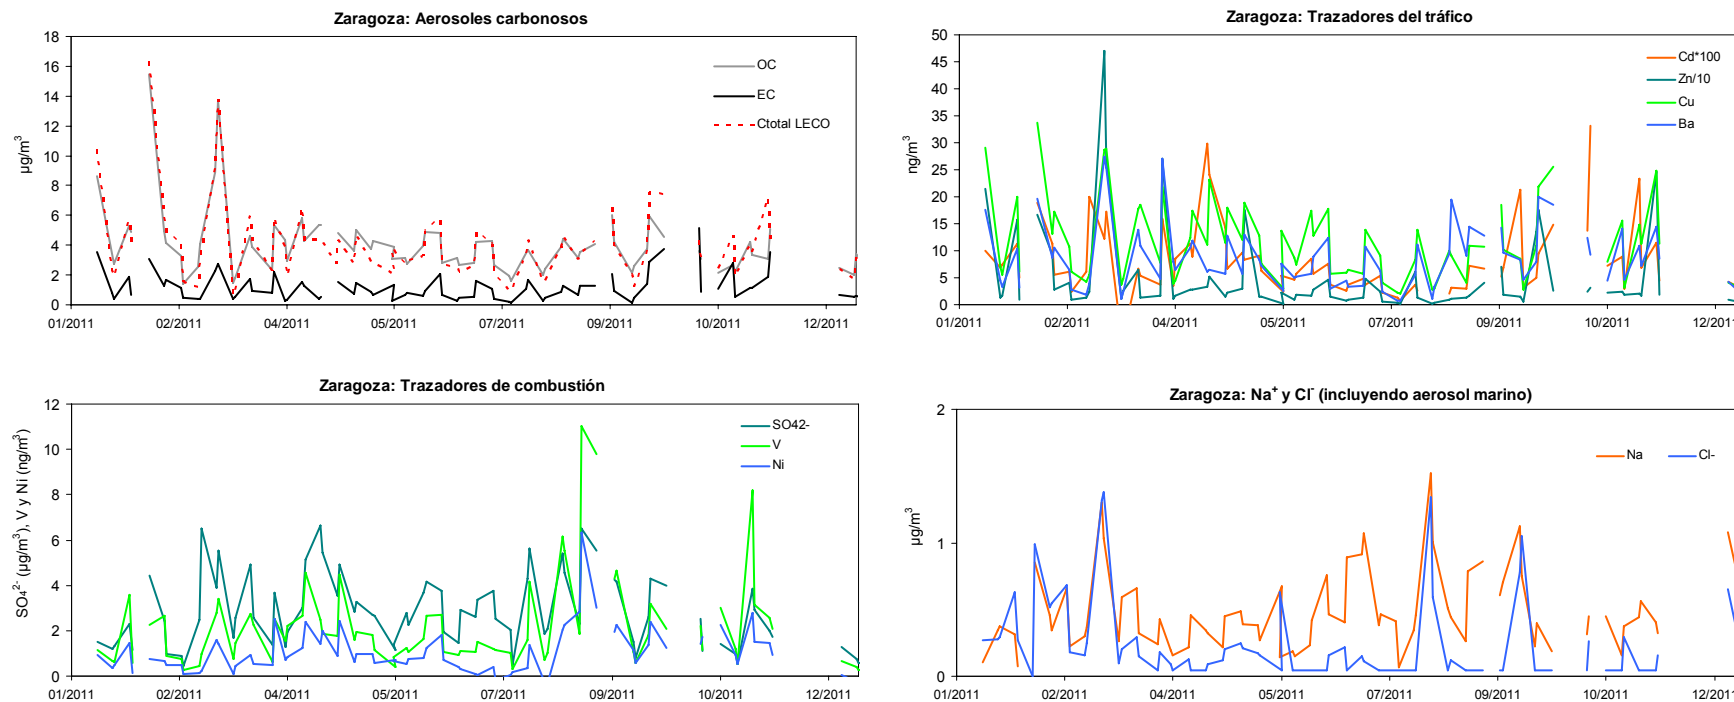 Zaragoza: Aerosoles carbonosos
18
16
14
12
10
8
6
4
2
0
µg/m³
OC
EC
Ctotal LECO
01/2011 02/2011 04/2011 05/2011 07/2011 09/2011 10/2011 12/2011
Zaragoza: Trazadores del tráfico
50
45
40
35
30
25
20
15
10
5
0
ng/m³
Cd*100
Zn/10
Cu
Ba
01/2011 02/2011 04/2011 05/2011 07/2011 09/2011 10/2011 12/2011
Zaragoza: Trazadores de combustión
12
10
8
6
4
2
0
SO₄²⁻ (µg/m³), V y Ni (ng/m³)
SO42-
V
Ni
01/2011 02/2011 04/2011 05/2011 07/2011 09/2011 10/2011 12/2011
Zaragoza: Na⁺ y Cl⁻ (incluyendo aerosol marino)
2
1
0
µg/m³
Na Cl-
01/2011 02/2011 04/2011 05/2011 07/2011 09/2011 10/2011 12/2011